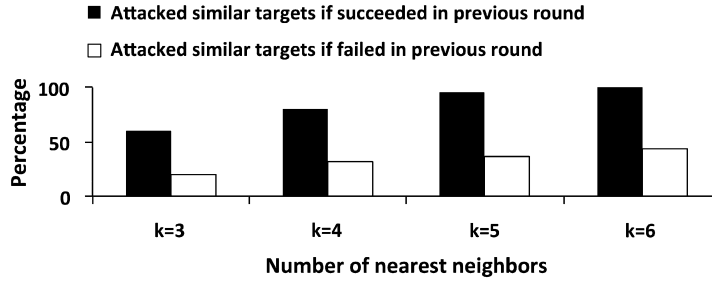 Attacked similar targets if succeeded in previous round
Attacked similar targets if failed in previous round
Percentage
100
50
0
k=3 k=4 k=5 k=6
Number of nearest neighbors